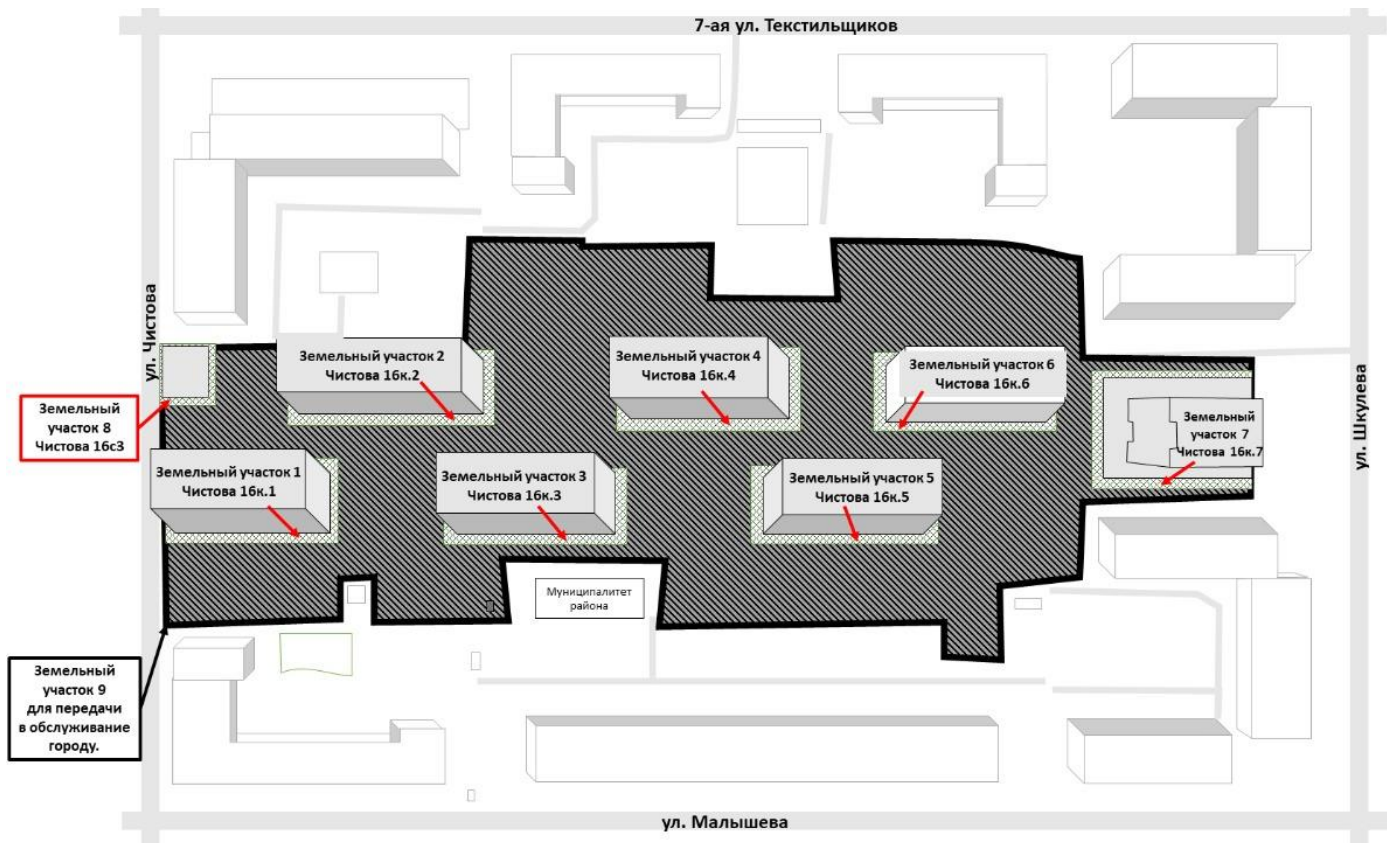 7-ая ул. Текстильщиков
ул. Чистова
Земельный участок 2
Чистова 16к.2
Земельный участок 4
Чистова 16к.4
Земельный участок 6
Чистова 16к.6
Земельный
участок 8
Чистова 16с3
Земельный
участок 7
Чистова 16к.7
ул. Шкулева
Земельный участок 1
Чистова 16к.1
Земельный участок 3
Чистова 16к.3
Земельный участок 5
Чистова 16к.5
Муниципалитет
района
Земельный
участок 9
для передачи
в обслуживание
городу.
ул. Малышева